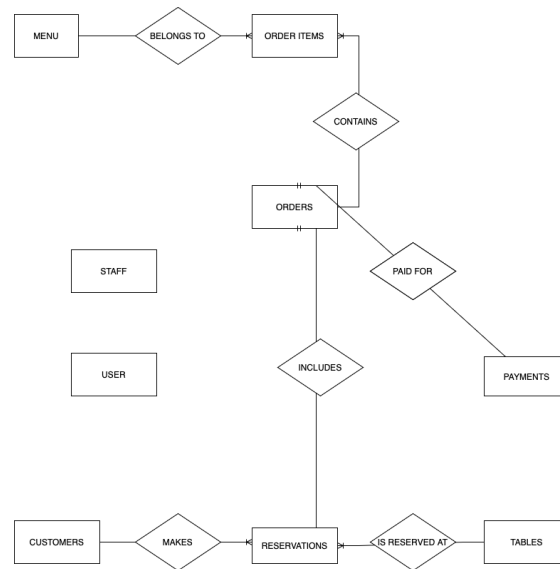 MENU
BELONGS TO
ORDER ITEMS
CONTAINS
ORDERS
STAFF
PAID FOR
USER
INCLUDES
PAYMENTS
CUSTOMERS
MAKES
RESERVATIONS
IS RESERVED AT
TABLES